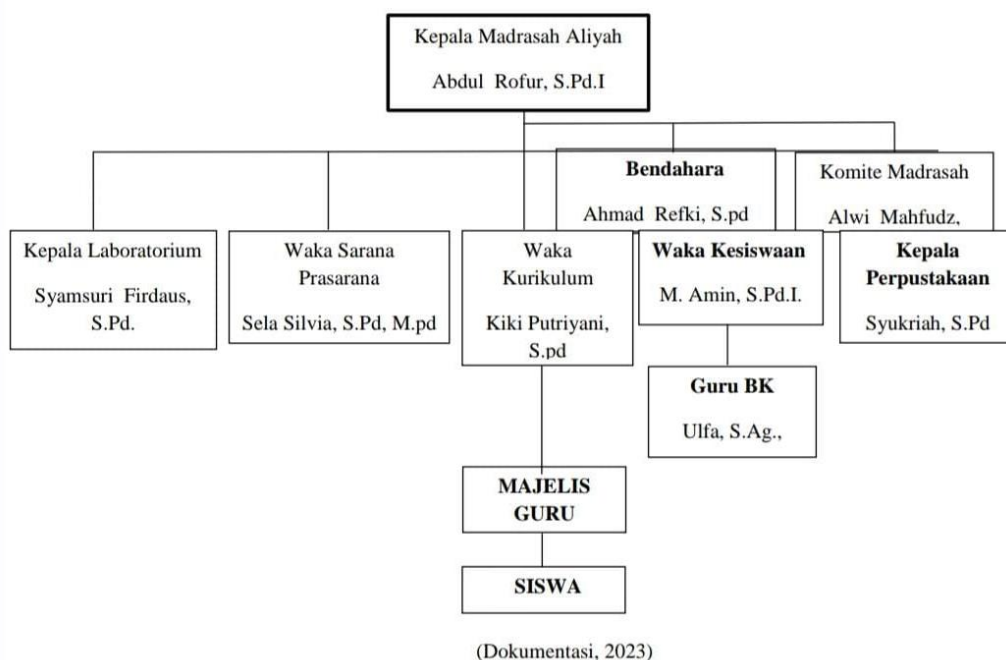 Kepala Madrasah Aliyah
Abdul Rofur, S.Pd.I
Bendahara
Ahmad Refki, S.pd
Komite Madrasah
Alwi Mahfudz,
Kepala Laboratorium
Syamsuri Firdaus,
S.Pd.
Waka Sarana
Prasarana
Sela Silvia, S.Pd, M.pd
Waka
Kurikulum
Kiki Putriyani,
S.pd
Waka Kesiswaan
M. Amin, S.Pd.I.
Kepala
Perpustakaan
Syukriah, S.Pd
Guru BK
Ulfa, S.Ag.,
MAJELIS
GURU
SISWA
(Dokumentasi, 2023)